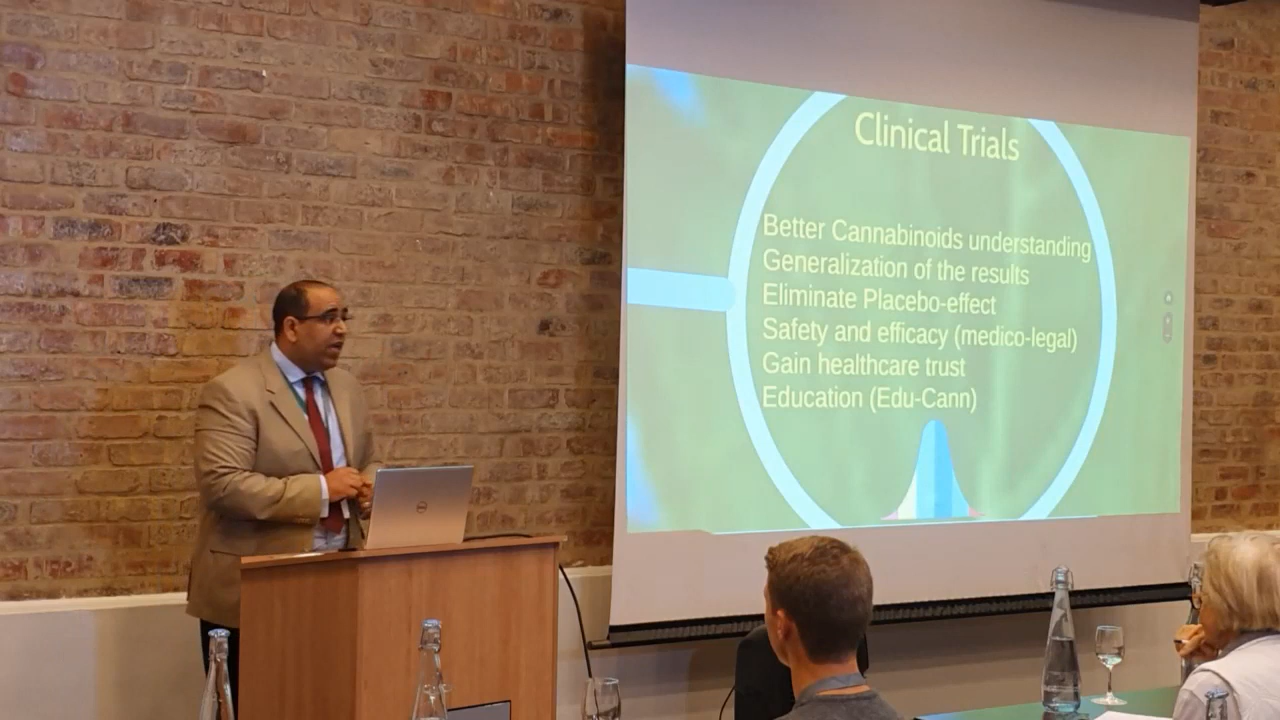 Clinical Trials
Better Cannabinoids understanding
Generalization of the results
Eliminate Placebo-effect
Safety and efficacy (medico-legal)
Gain healthcare trust
Education (Edu-Cann)
DELL